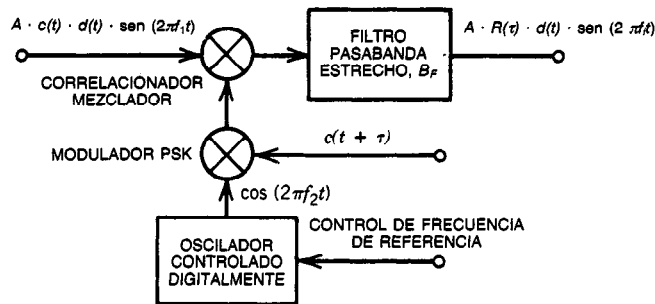 A · c(t) · d(t) · sen (2πf₁t)
FILTRO
PASABANDA
ESTRECHO, B_F
A · R(τ) · d(t) · sen (2 πfᵢt)
CORRELACIONADOR
MEZCLADOR
MODULADOR PSK
c(t + τ)
cos (2πf₂t)
OSCILADOR
CONTROLADO
DIGITALMENTE
CONTROL DE FRECUENCIA
DE REFERENCIA